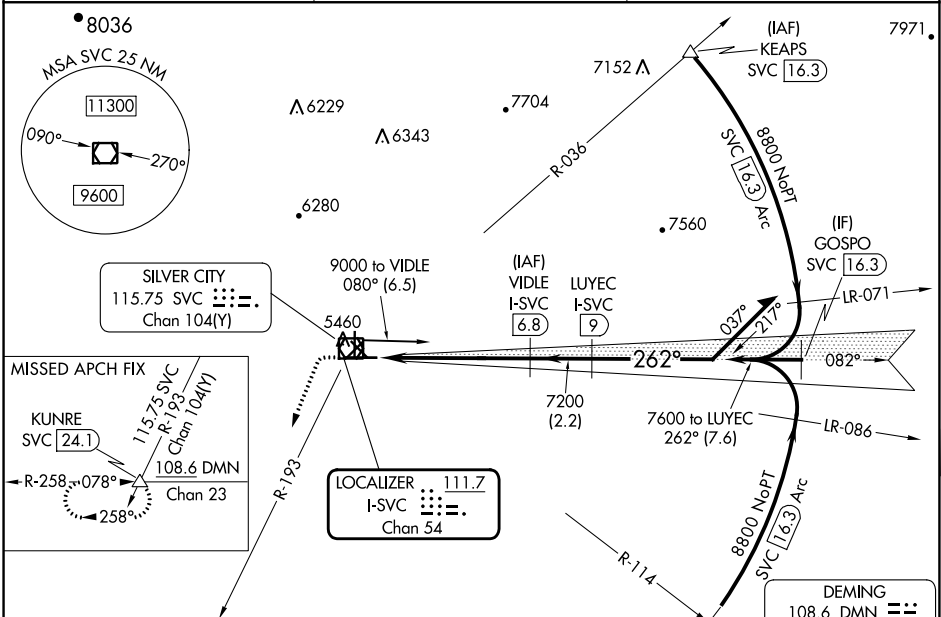 8036
MSA SVC 25 NM
11300
090°
270°
9600
6229
6343
7704
7152
7971
6280
7560
(IAF)
KEAPS
SVC 16.3
R-036
8800 NoPT
SVC 16.3 Arc
(IF)
GOSPO
SVC 16.3
SILVER CITY
115.75 SVC
Chan 104(Y)
9000 to VIDLE
080° (6.5)
(IAF)
VIDLE
I-SVC
6.8
LUYEC
I-SVC
9
5460
037°
217°
LR-071
262°
082°
7200
(2.2)
7600 to LUYEC
262° (7.6)
LR-086
MISSED APCH FIX
KUNRE
SVC 24.1
115.75 SVC
R-193
Chan 104(Y)
108.6 DMN
Chan 23
R-258
078°
258°
R-193
LOCALIZER 111.7
I-SVC
Chan 54
8800 NoPT
SVC 16.3 Arc
R-114
DEMING
108.6 DMN